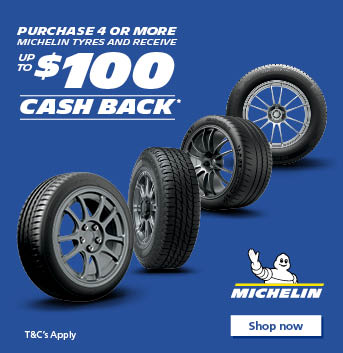 PURCHASE 4 OR MORE
MICHELIN TYRES AND RECEIVE
UP TO $100
CASH BACK*
MICHELIN
T&C's Apply
Shop now